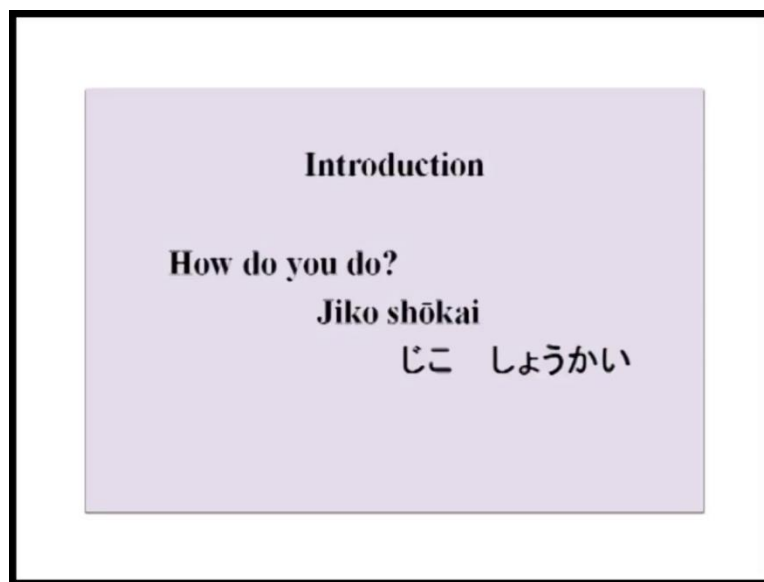 Introduction
How do you do?
Jiko shōkai
じこ　しょうかい